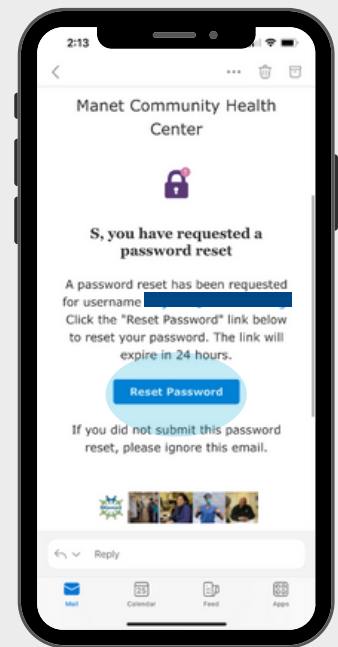 2:13
Manet Community Health
Center
S, you have requested a
password reset
A password reset has been requested
for username
Click the "Reset Password" link below
to reset your password. The link will
expire in 24 hours.
Reset Password
If you did not submit this password
reset, please ignore this email.
Manet
Reply
25
Mail Calendar Feed Apps